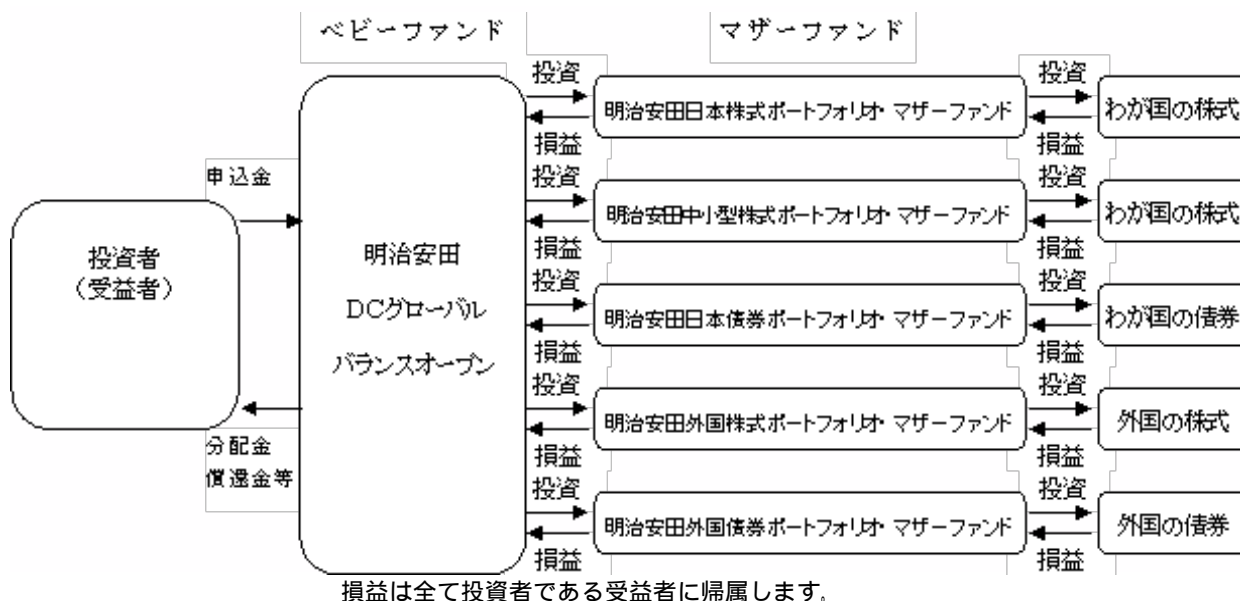 ベビーファンド
マザーファンド
投資
投資
明治安田日本株式ポートフォリオ・マザーファンド
わが国の株式
損益
損益
申込金
投資
投資
明治安田中小型株式ポートフォリオ・マザーファンド
わが国の株式
損益
損益
投資者
(受益者)
明治安田
DCグローバル
バランスオープン
投資
投資
明治安田日本債券ポートフォリオ・マザーファンド
わが国の債券
損益
損益
投資
投資
明治安田外国株式ポートフォリオ・マザーファンド
外国の株式
損益
損益
分配金
償還金等
投資
投資
明治安田外国債券ポートフォリオ・マザーファンド
外国の債券
損益
損益
損益は全て投資者である受益者に帰属します。